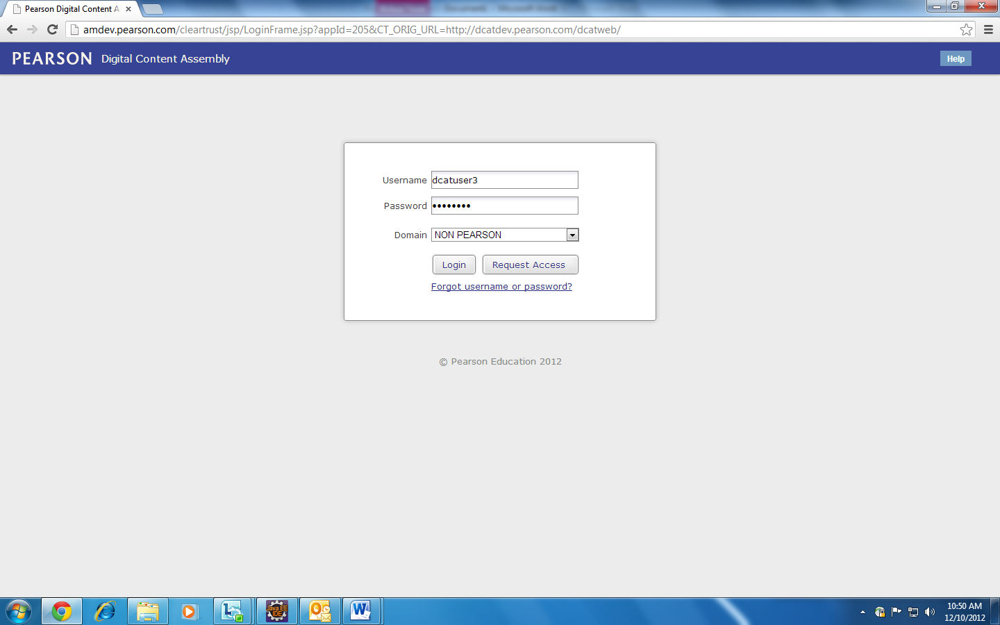 Pearson Digital Content A
amdev.pearson.com/cleartrust/jsp/LoginFrame.jsp?appId=205&CT_ORIG_URL=http://dcatdev.pearson.com/dcatweb/
PEARSON Digital Content Assembly
Help
Username dcatuser3
Password ••••••••
Domain NON PEARSON
Login Request Access
Forgot username or password?
© Pearson Education 2012
Java EE
IDE
10:50 AM
12/10/2012